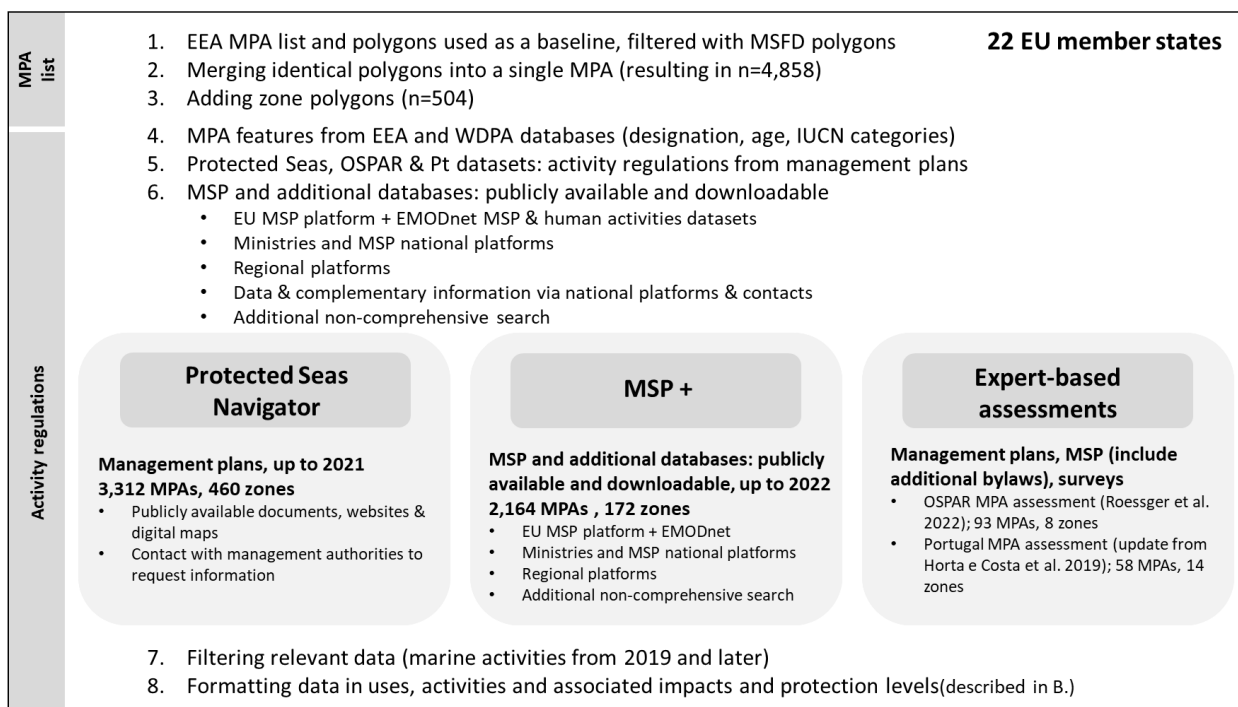 MPA
list
1. EEA MPA list and polygons used as a baseline, filtered with MSFD polygons
22 EU member states
2. Merging identical polygons into a single MPA (resulting in n=4,858)
3. Adding zone polygons (n=504)
Activity regulations
4. MPA features from EEA and WDPA databases (designation, age, IUCN categories)
5. Protected Seas, OSPAR & Pt datasets: activity regulations from management plans
6. MSP and additional databases: publicly available and downloadable
• EU MSP platform + EMODnet MSP & human activities datasets
• Ministries and MSP national platforms
• Regional platforms
• Data & complementary information via national platforms & contacts
• Additional non-comprehensive search
Protected Seas
Navigator
Management plans, up to 2021
3,312 MPAs, 460 zones
• Publicly available documents, websites &
digital maps
• Contact with management authorities to
request information
MSP +
MSP and additional databases: publicly
available and downloadable, up to 2022
2,164 MPAs , 172 zones
• EU MSP platform + EMODnet
• Ministries and MSP national platforms
• Regional platforms
• Additional non-comprehensive search
Expert-based
assessments
Management plans, MSP (include
additional bylaws), surveys
• OSPAR MPA assessment (Roessger et al.
2022); 93 MPAs, 8 zones
• Portugal MPA assessment (update from
Horta e Costa et al. 2019); 58 MPAs, 14
zones
7. Filtering relevant data (marine activities from 2019 and later)
8. Formatting data in uses, activities and associated impacts and protection levels(described in B.)